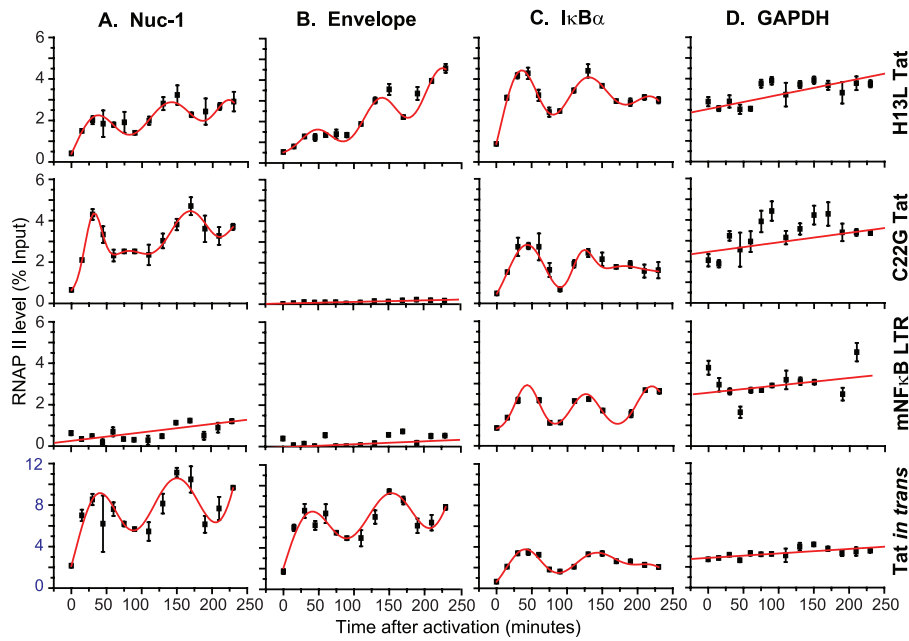 A. Nuc-1
B. Envelope
C. IκBα
D. GAPDH
RNAP II level (% Input)
6
4
2
0
6
4
2
0
6
4
2
0
12
8
4
0
H13L Tat
C22G Tat
mNFκB LTR
Tat in trans
0 50 100 150 200 250
0 50 100 150 200 250
0 50 100 150 200 250
0 50 100 150 200 250
Time after activation (minutes)